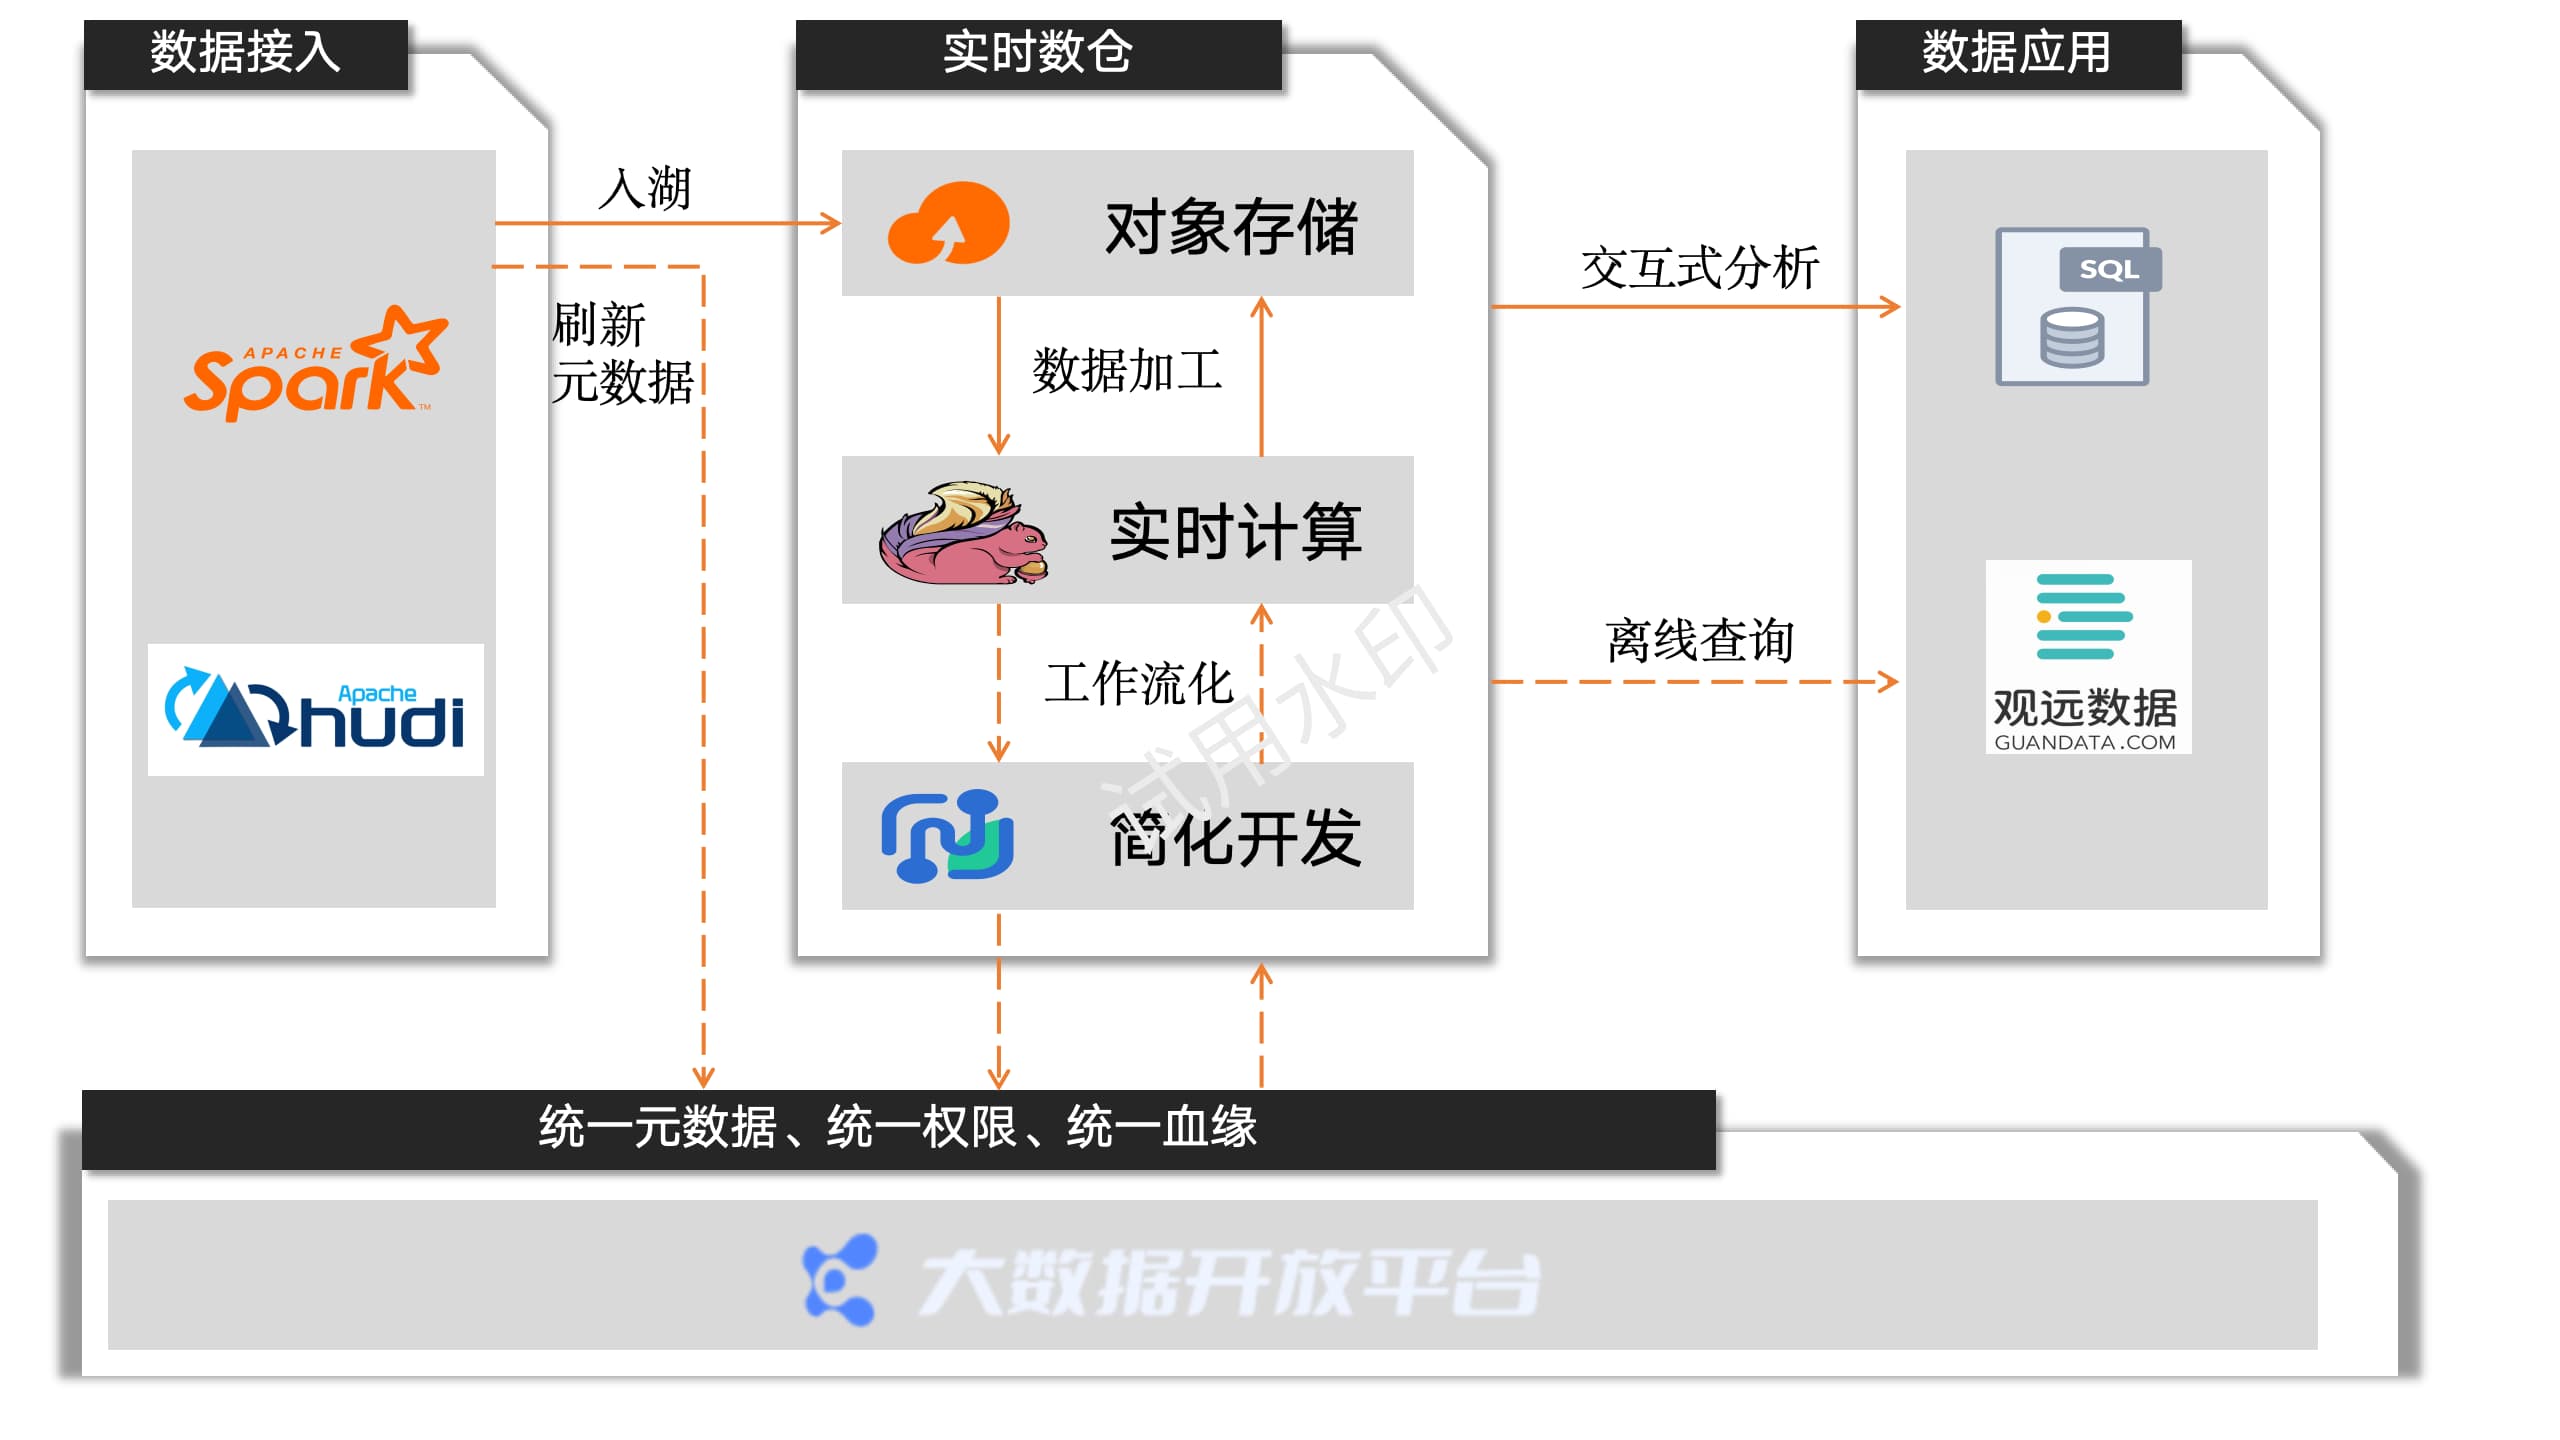 数据接入
实时数仓
数据应用
入湖
对象存储
交互式分析
SQL
刷新
元数据
数据加工
APACHE
Spark
TM
实时计算
离线查询
工作流化
Apache
hudi
观远数据
GUANDATA.COM
试用水印
简化开发
统一元数据、统一权限、统一血缘
大数据开放平台